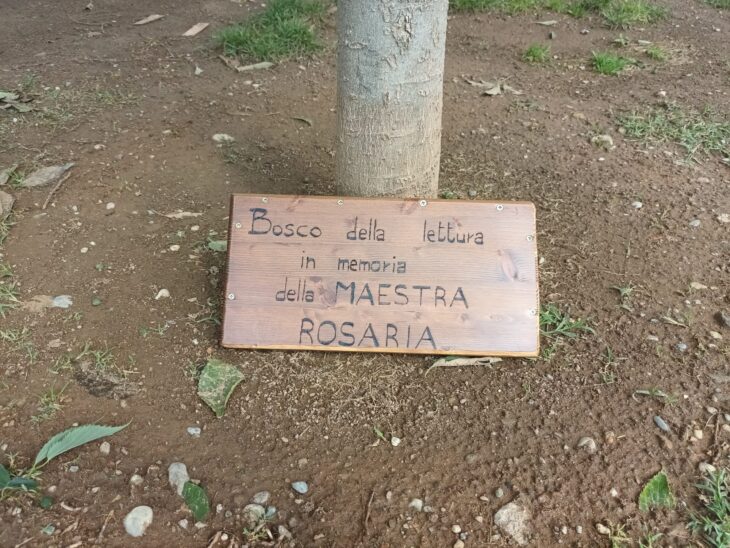 Bosco della lettura
in memoria
della MAESTRA
ROSARIA